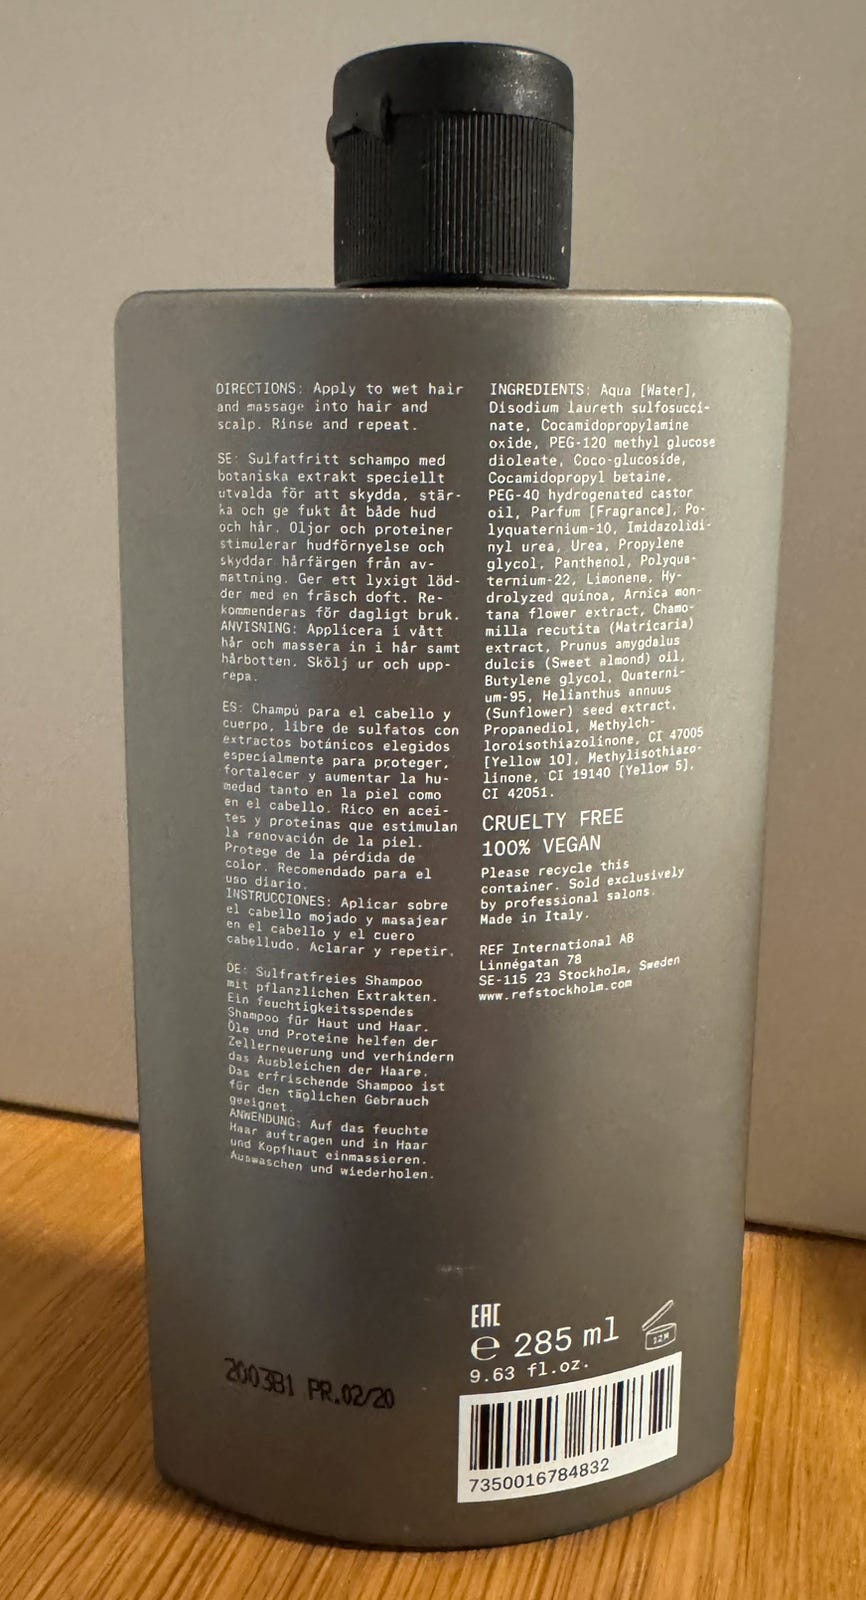 DIRECTIONS: Apply to wet hair
and massage into hair and
scalp. Rinse and repeat.
SE: Sulfatfritt schampo med
botaniska extrakt speciellt
utvalda för att skydda, stär-
ka och ge fukt åt både hud
och hår. Oljor och proteiner
stimulerar hudförnyelse och
skyddar hårfärgen från av-
mattning. Ger ett lyxigt löd-
der med en fräsch doft. Re-
kommenderas för dagligt bruk.
ANVISNING: Applicera i vått
hår och massera in i hår samt
hårbotten. Skölj ur och upp-
repa.
ES: Champú para el cabello y
cuerpo, libre de sulfatos con
extractos botánicos elegidos
especialmente para proteger,
fortalecer y aumentar la hu-
medad tanto en la piel como
en el cabello. Rico en acei-
tes y proteínas que estimulan
la renovación de la piel.
Protege de la pérdida de
color. Recomendado para el
uso diario.
INSTRUCCIONES: Aplicar sobre
el cabello mojado y masajear
en el cabello y el cuero
cabelludo. Aclarar y repetir.
DE: Sulfratfreies Shampoo
mit pflanzlichen Extrakten.
Ein feuchtigkeitsspendes
Shampoo für Haut und Haar.
Öle und Proteine helfen der
Zellerneuerung und verhindern
das Ausbleichen der Haare.
Das erfrischende Shampoo ist
für den täglichen Gebrauch
geeignet.
ANWENDUNG: Auf das feuchte
Haar auftragen und in Haar
und Kopfhaut einmassieren.
Auswaschen und wiederholen.
INGREDIENTS: Aqua [Water],
Disodium laureth sulfosucci-
nate, Cocamidopropylamine
oxide, PEG-120 methyl glucose
dioleate, Coco-glucoside,
Cocamidopropyl betaine,
PEG-40 hydrogenated castor
oil, Parfum [Fragrance], Po-
lyquaternium-10, Imidazolidi-
nyl urea, Urea, Propylene
glycol, Panthenol, Polyqua-
ternium-22, Limonene, Hy-
drolyzed quinoa, Arnica mon-
tana flower extract, Chamo-
milla recutita (Matricaria)
extract, Prunus amygdalus
dulcis (Sweet almond) oil,
Butylene glycol, Quaterni-
um-95, Helianthus annuus
(Sunflower) seed extract,
Propanediol, Methylch-
loroisothiazolinone, CI 47005
[Yellow 10], Methylisothiazo-
linone, CI 19140 [Yellow 5],
CI 42051.
CRUELTY FREE
100% VEGAN
Please recycle this
container. Sold exclusively
by professional salons.
Made in Italy.
REF International AB
Linnégatan 78
SE-115 23 Stockholm, Sweden
www.refstockholm.com
EAC
e 285 ml
12M
9.63 fl.oz.
2003B1 PR.02/20
7350016784832